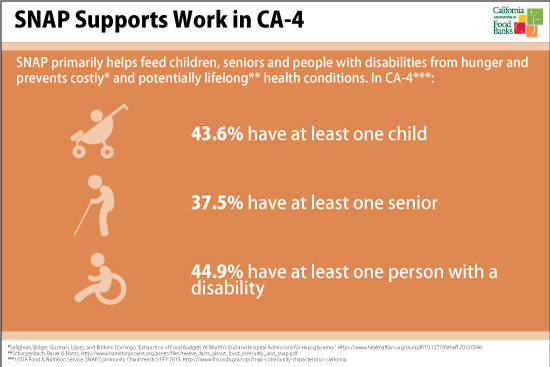 SNAP Supports Work in CA-4
California
ASSOCIATION OF
Food
Banks
SNAP primarily helps feed children, seniors and people with disabilities from hunger and
prevents costly* and potentially lifelong** health conditions. In CA-4***:
43.6% have at least one child
37.5% have at least one senior
44.9% have at least one person with a
disability
*Seligman, Bolger, Guzman, López, and Bibbins-Domingo "Exhaustion of Food Budgets At Month's End and Hospital Admissions for Hypoglycemia." https://www.healthaffairs.org/doi/pdf/10.1377/hlthaff.2013.0096.
**Schanzenbach, Bauer & Nantz. http://www.hamiltonproject.org/assets/files/twelve_facts_about_food_insecurity_and_snap.pdf.
***USDA Food & Nutrition Service. SNAP Community Characteristics FFY 2015. https://www.fns.usda.gov/ops/snap-community-characteristics-california.